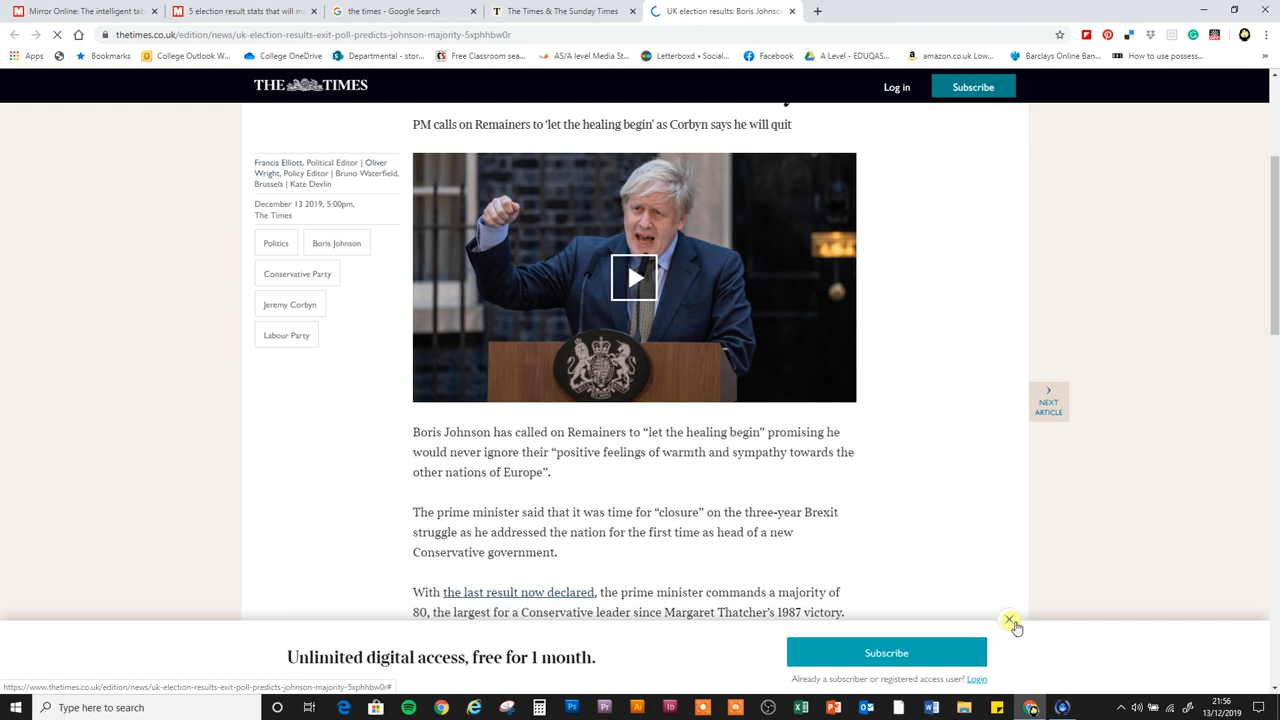 Mirror Online: The intelligent tab
5 election result stats that will m
the times - Google Search
The Times & The Sunday Times
UK election results: Boris Johnso
thetimes.co.uk/edition/news/uk-election-results-exit-poll-predicts-johnson-majority-5xphhbw0r
Apps
Bookmarks
College Outlook W...
College OneDrive
Departmental - stor...
Free Classroom sea...
AS/A level Media St...
Letterboxd • Social...
Facebook
A Level - EDUQAS...
amazon.co.uk Low...
Barclays Online Ban...
How to use possess...
THE TIMES
Log in
Subscribe
PM calls on Remainers to ‘let the healing begin’ as Corbyn says he will quit
Francis Elliott, Political Editor | Oliver
Wright, Policy Editor | Bruno Waterfield,
Brussels | Kate Devlin
December 13 2019, 5:00pm,
The Times
Politics
Boris Johnson
Conservative Party
Jeremy Corbyn
Labour Party
NEXT
ARTICLE
Boris Johnson has called on Remainers to “let the healing begin” promising he
would never ignore their “positive feelings of warmth and sympathy towards the
other nations of Europe”.
The prime minister said that it was time for “closure” on the three-year Brexit
struggle as he addressed the nation for the first time as head of a new
Conservative government.
With the last result now declared, the prime minister commands a majority of
80, the largest for a Conservative leader since Margaret Thatcher’s 1987 victory.
Unlimited digital access, free for 1 month.
Subscribe
Already a subscriber or registered access user? Login
https://www.thetimes.co.uk/edition/news/uk-election-results-exit-poll-predicts-johnson-majority-5xphhbw0r#
Type here to search
21:56
13/12/2019